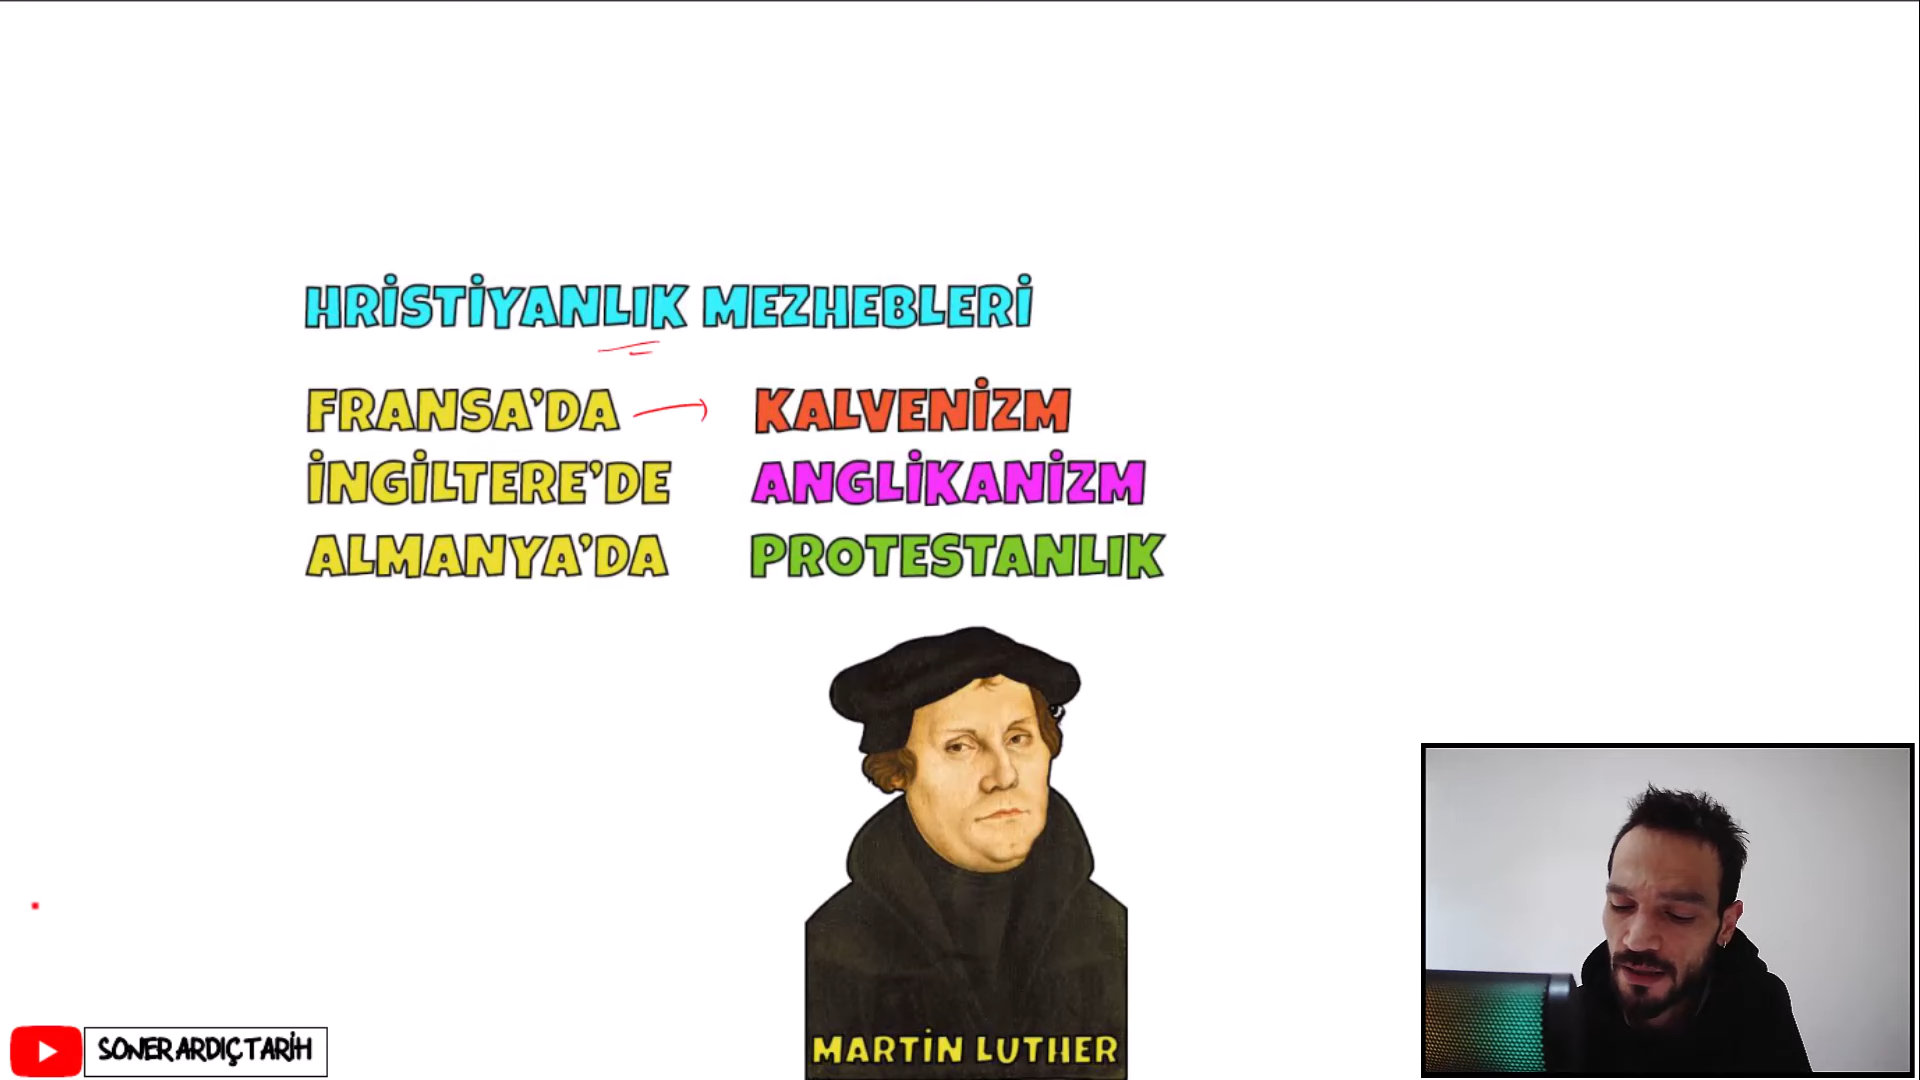 HRİSTİYANLIK MEZHEBLERİ
FRANSA'DA KALVENİZM
İNGİLTERE'DE ANGLİKANİZM
ALMANYA'DA PROTESTANLIK
MARTİN LUTHER
SONER ARDIÇ TARİH